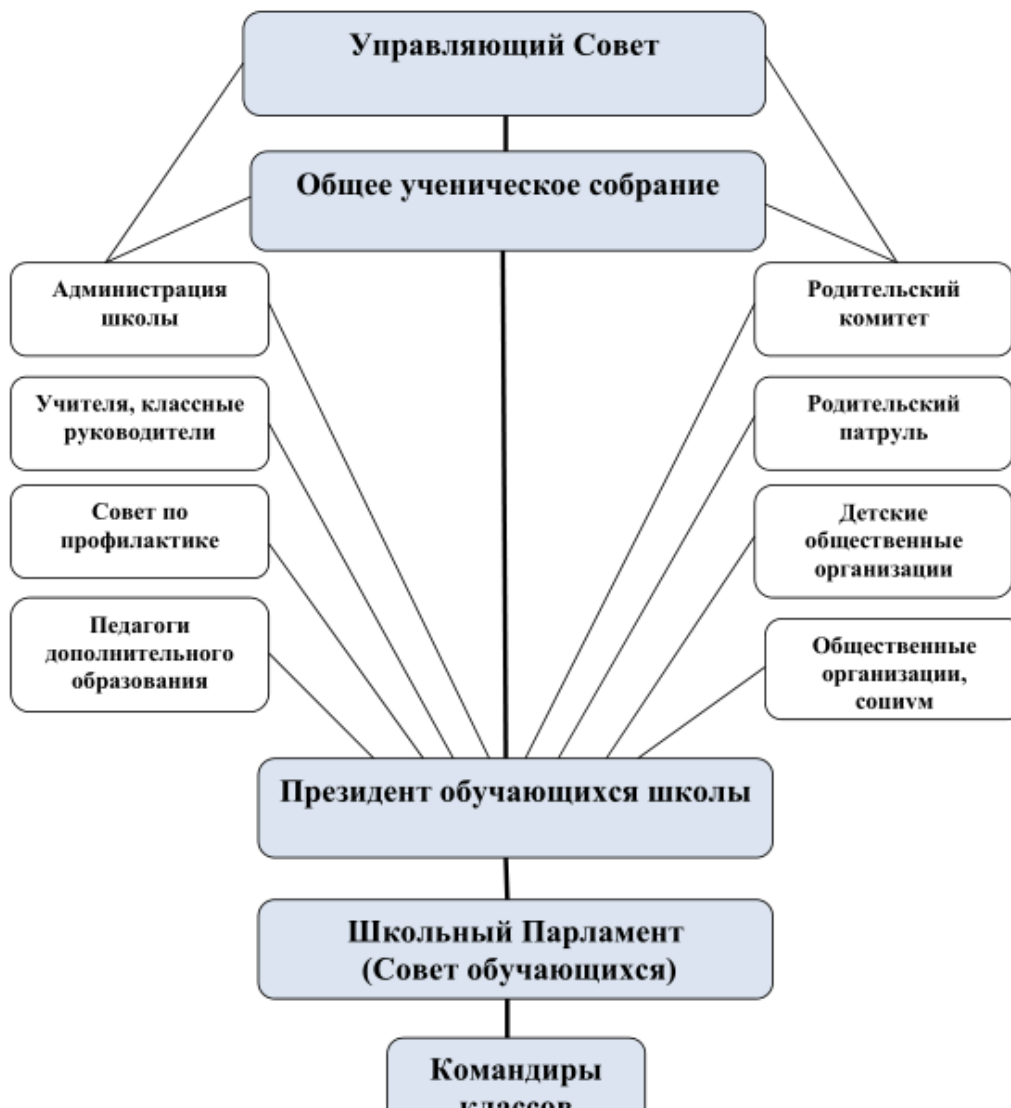 Управляющий Совет
Общее ученическое собрание
Администрация
школы
Родительский
комитет
Учителя, классные
руководители
Родительский
патруль
Совет по
профилактике
Детские
общественные
организации
Педагоги
дополнительного
образования
Общественные
организации,
социум
Президент обучающихся школы
Школьный Парламент
(Совет обучающихся)
Командиры
классов